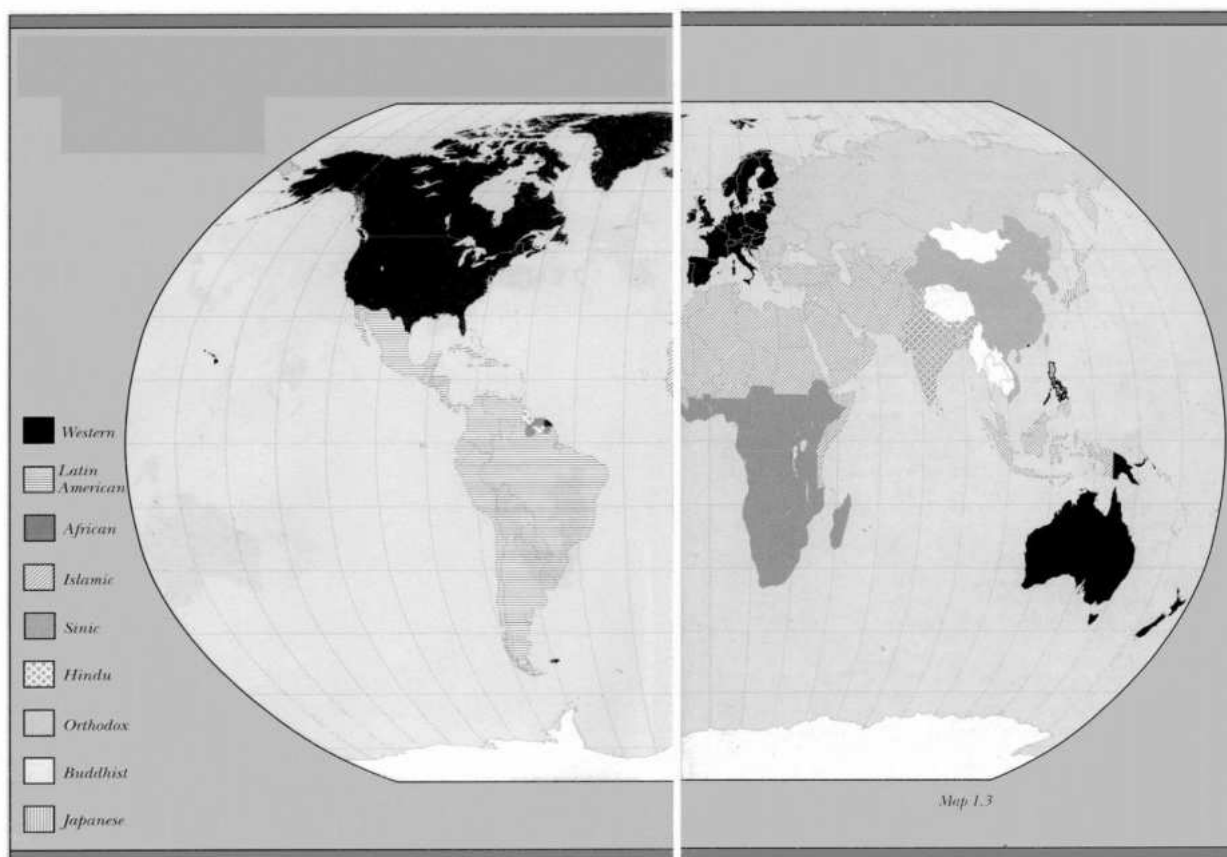 Western
Latin
American
African
Islamic
Sinic
Hindu
Orthodox
Buddhist
Japanese
Map 1.3